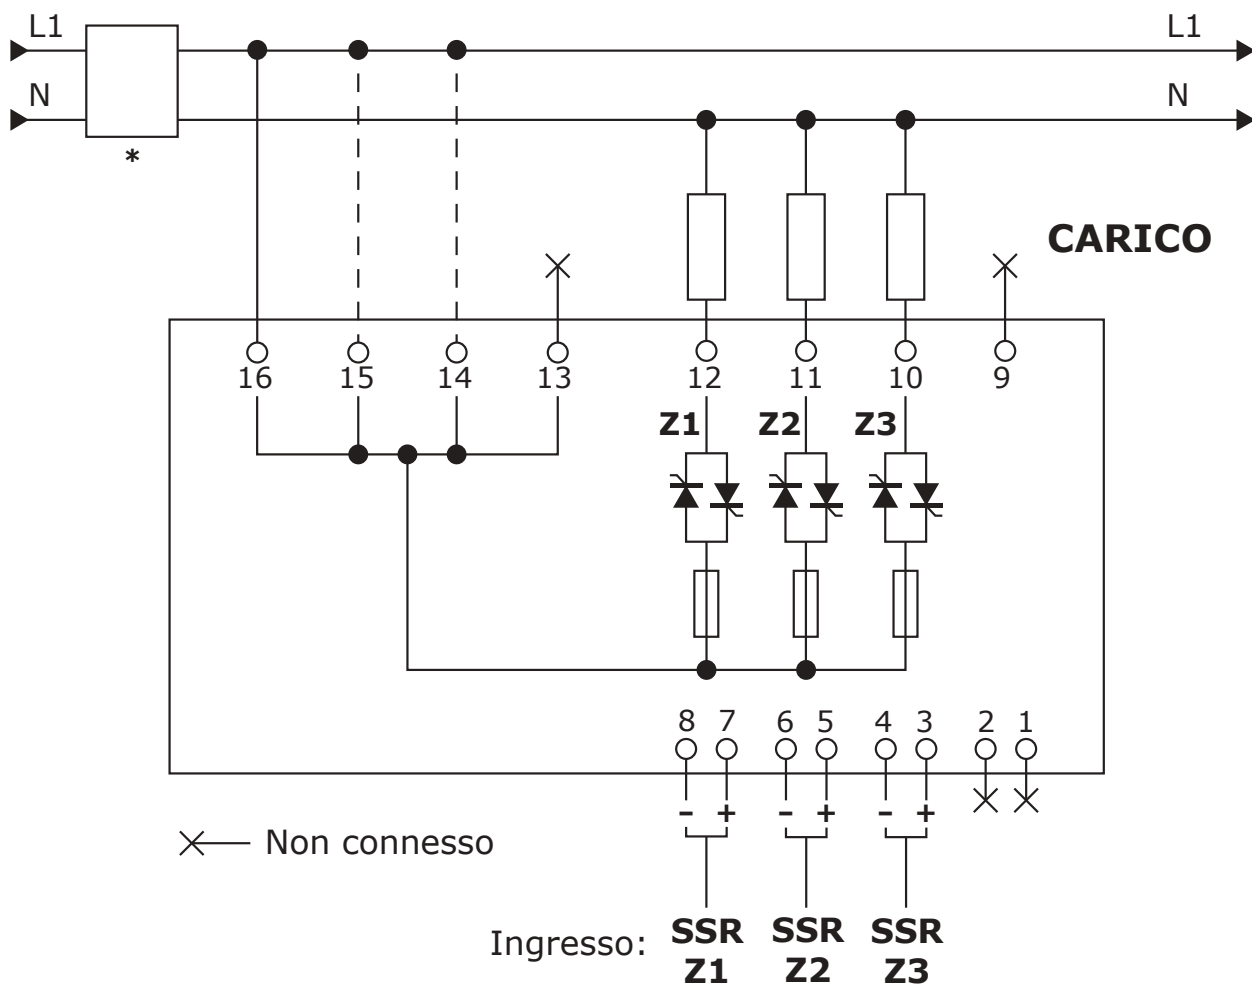 L1 L1
N N
*
CARICO
16 15 14 13 12 11 10 9
Z1 Z2 Z3
8 7 6 5 4 3 2 1
- + - + - +
Non connesso
Ingresso: SSR SSR SSR
Z1 Z2 Z3